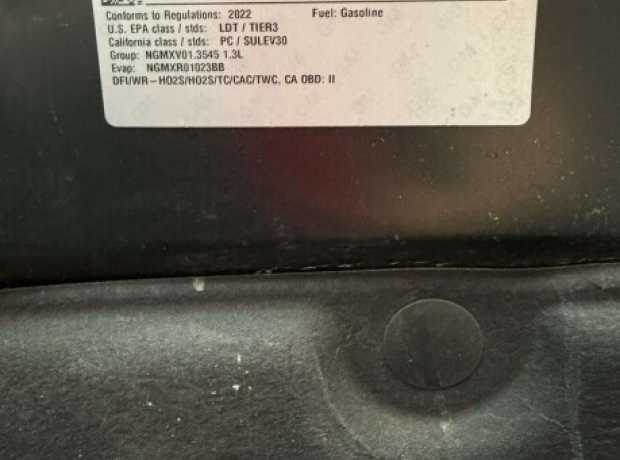 Conforms to Regulations: 2022 Fuel: Gasoline
U.S. EPA class / stds: LDT / TIER3
California class / stds: PC / SULEV30
Group: NGMXV01.3545 1.3L
Evap: NGMXR01023BB
DFI/WR-HO2S/HO2S/TC/CAC/TWC, CA OBD: II